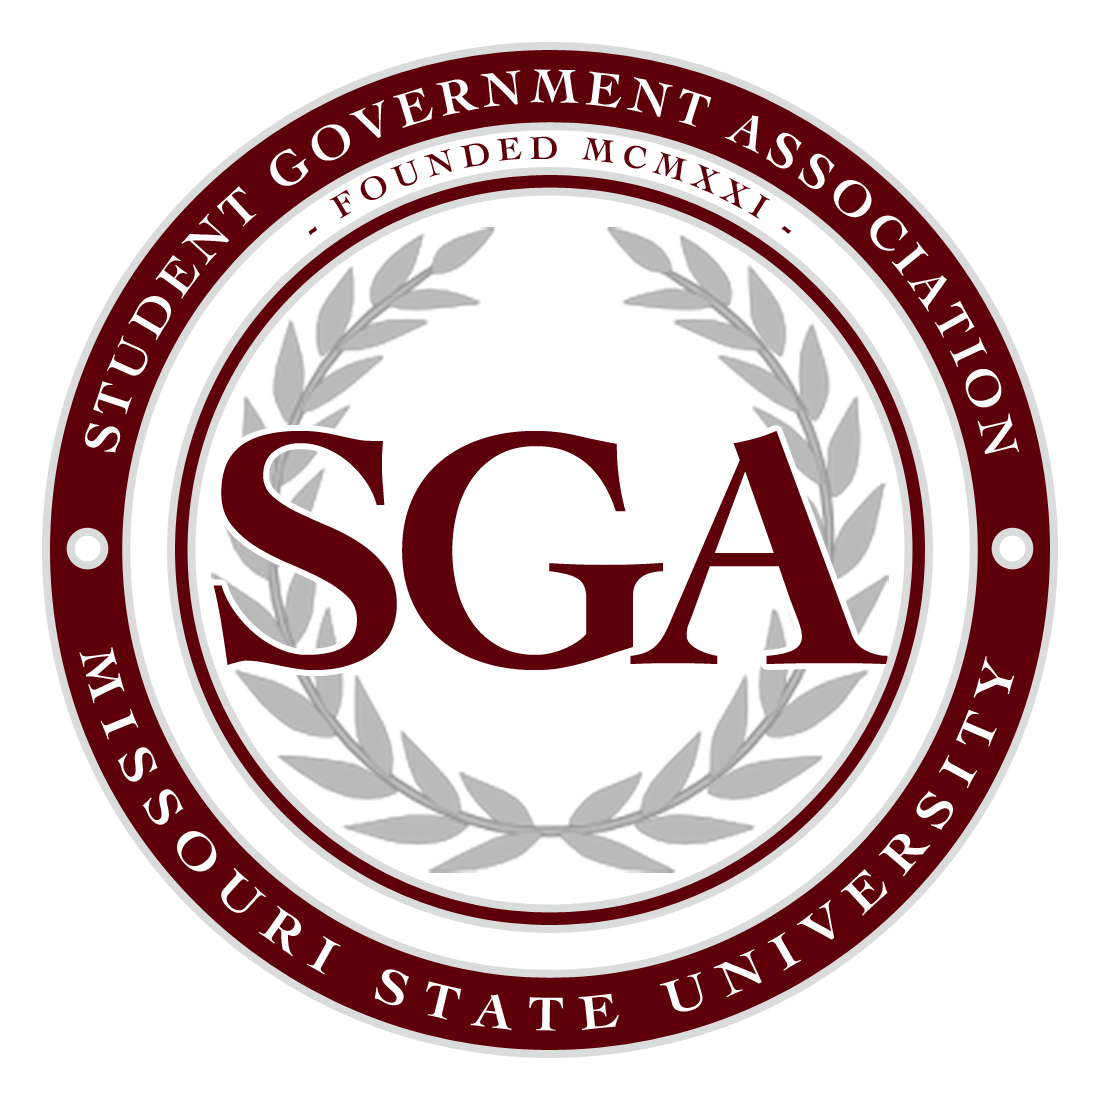 STUDENT GOVERNMENT ASSOCIATION
- FOUNDED MCMXXI -
SGA
MISSOURI STATE UNIVERSITY